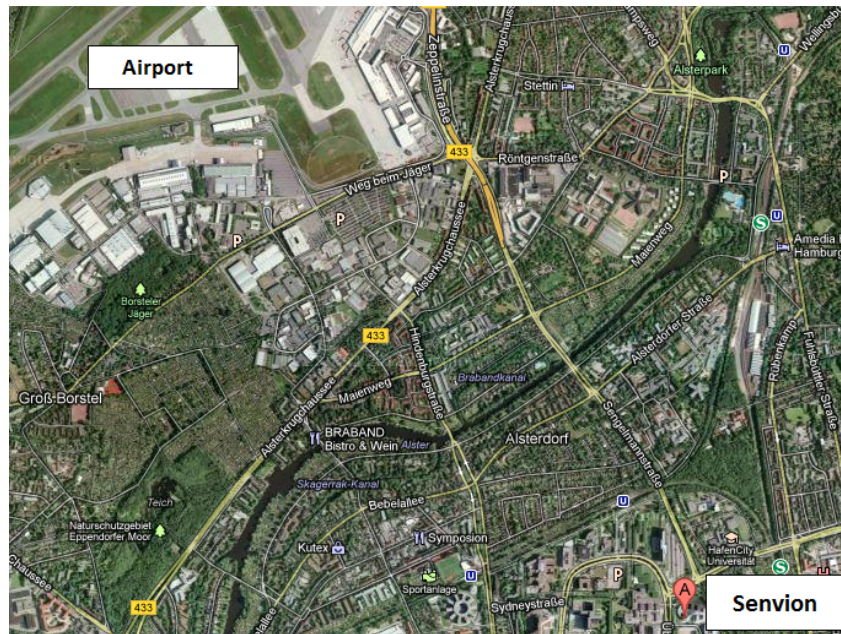 Airport
Zeppelinstraße
Alsterkrugchaussee
Alsterpark
U
Stettin
433
Röntgenstraße
Weg beim Jäger
P
P
P
S
U
Amedia
Hamburg
Maienweg
Borsteler
Jäger
Alsterkrugchaussee
433
Hindenburgstraße
Alsterdorfer Straße
Rübenkamp
Fuhlsbüttler Straße
Brabandkanal
Groß Borstel
Maienweg
Alsterkrugchaussee
BRABAND
Bistro & Wein
Alster
Alsterdorf
Sengelmannstraße
Skagerrak-Kanal
Bebelallee
Teich
Naturschutzgebiet
Eppendorfer Moor
U
Kutex
Symposion
HafenCity
Universität
Sportanlage
U
P
S
A
Sydneystraße
433
Senvion